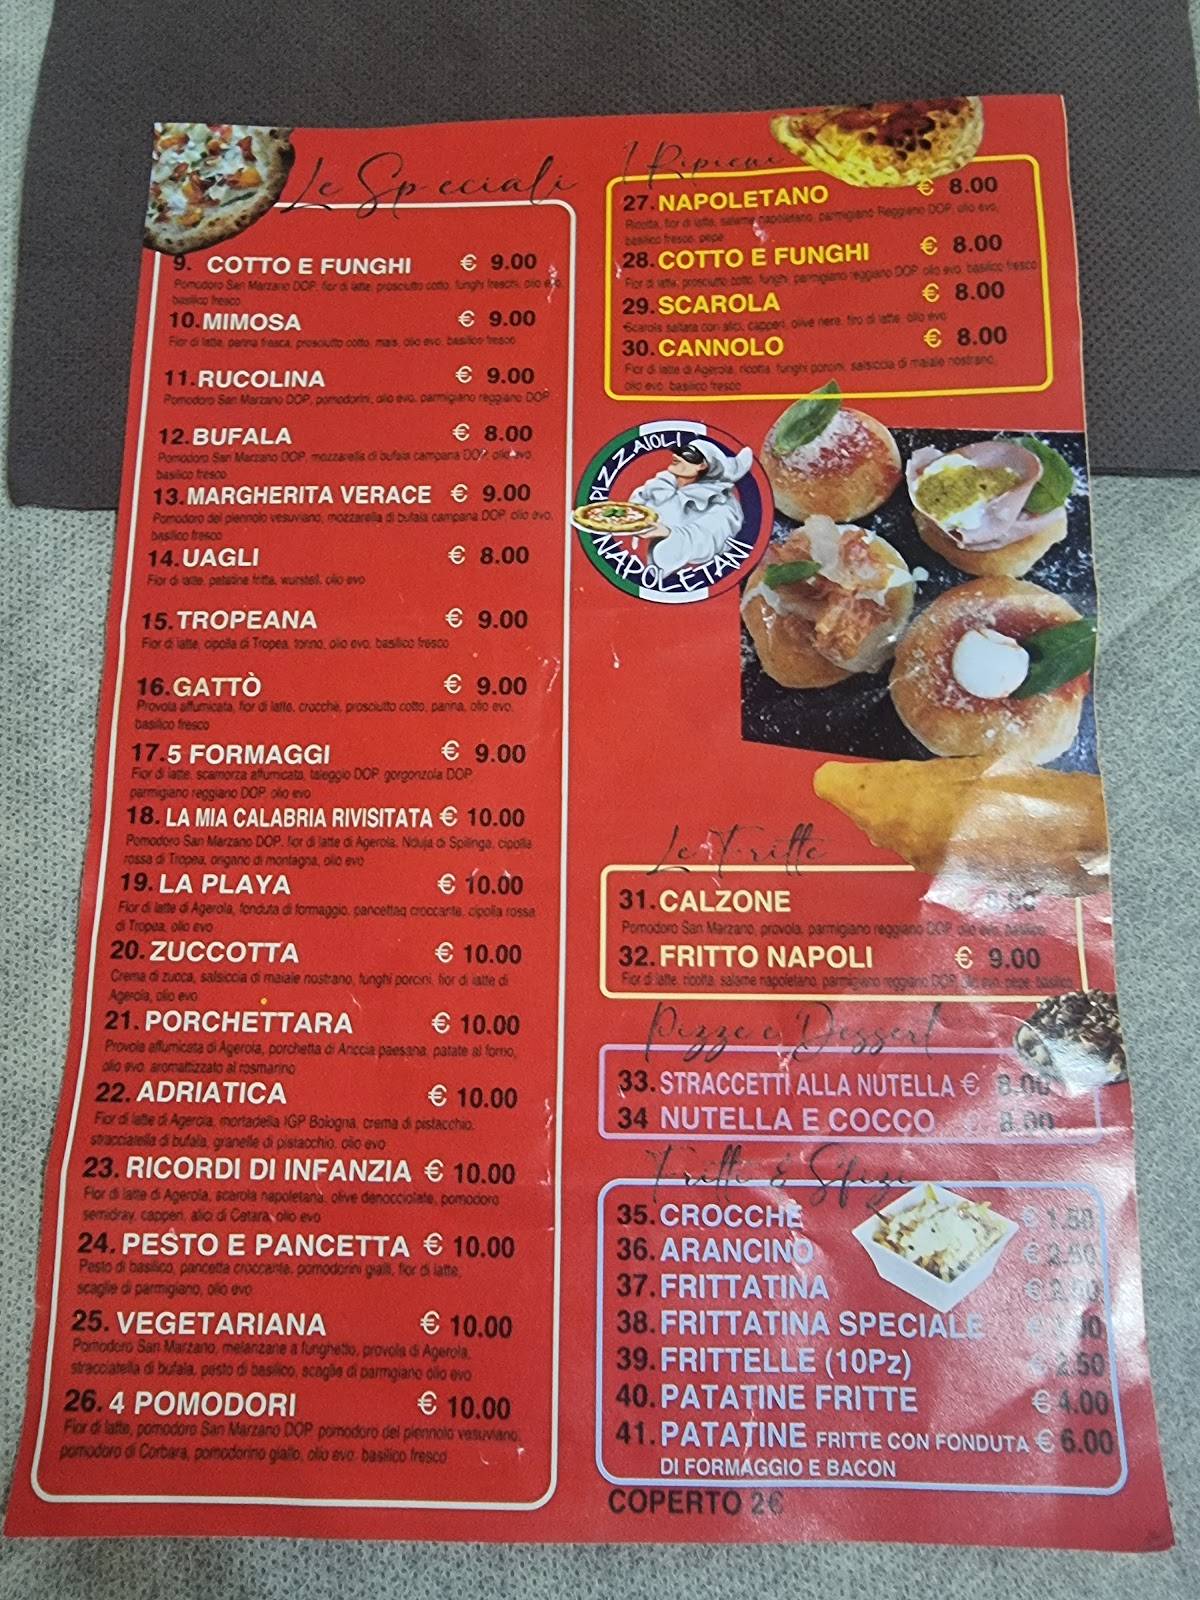 Le Speciali
9. COTTO E FUNGHI € 9.00
Pomodoro San Marzano DOP, fior di latte, prosciutto cotto, funghi freschi, olio evo,
basilico fresco
10. MIMOSA € 9.00
Fior di latte, panna fresca, prosciutto cotto, mais, olio evo, basilico fresco
11. RUCOLINA € 9.00
Pomodoro San Marzano DOP, pomodorini, olio evo, parmigiano reggiano DOP
12. BUFALA € 8.00
Pomodoro San Marzano DOP, mozzarella di bufala campana DOP, olio evo,
basilico fresco
13. MARGHERITA VERACE € 9.00
Pomodoro del piennolo vesuviano, mozzarella di bufala campana DOP, olio evo,
basilico fresco
14. UAGLI € 8.00
Fior di latte, patatine fritte, wurstell, olio evo
15. TROPEANA € 9.00
Fior di latte, cipolla di Tropea, tonno, olio evo, basilico fresco
16. GATTÒ € 9.00
Provola affumicata, fior di latte, crocchè, prosciutto cotto, panna, olio evo,
basilico fresco
17. 5 FORMAGGI € 9.00
Fior di latte, scamorza affumicata, taleggio DOP, gorgonzola DOP,
parmigiano reggiano DOP, olio evo
18. LA MIA CALABRIA RIVISITATA € 10.00
Pomodoro San Marzano DOP, fior di latte di Agerola, Nduja di Spilinga, cipolla
rossa di Tropea, origano di montagna, olio evo
19. LA PLAYA € 10.00
Fior di latte di Agerola, fonduta di formaggio, pancettaq croccante, cipolla rossa
di Tropea, olio evo
20. ZUCCOTTA € 10.00
Crema di zucca, salsiccia di maiale nostrano, funghi porcini, fior di latte di
Agerola, olio evo
21. PORCHETTARA € 10.00
Provola affumicata di Agerola, porchetta di Ariccia paesana, patate al forno,
olio evo, aromattizzato al rosmarino
22. ADRIATICA € 10.00
Fior di latte di Agerola, mortadella IGP Bologna, crema di pistacchio,
stracciatella di bufala, granelle di pistacchio, olio evo
23. RICORDI DI INFANZIA € 10.00
Fior di latte di Agerola, scarola napoletana, olive denocciolate, pomodoro
semidray, capperi, alici di Cetara, olio evo
24. PESTO E PANCETTA € 10.00
Pesto di basilico, pancetta croccante, pomodorini gialli, fior di latte,
scaglie di parmigiano, olio evo
25. VEGETARIANA € 10.00
Pomodoro San Marzano, melanzane a funghetto, provola di Agerola,
stracciatella di bufala, pesto di basilico, scaglie di parmigiano olio evo
26. 4 POMODORI € 10.00
Fior di latte, pomodoro San Marzano DOP pomodoro del piennolo vesuviano,
pomodoro di Corbara, pomodorino giallo, olio evo, basilico fresco
I Ripieni
27. NAPOLETANO € 8.00
Ricotta, fior di latte, salame napoletano, parmigiano Reggiano DOP, olio evo,
basilico fresco, pepe
28. COTTO E FUNGHI € 8.00
Fior di latte, prosciutto cotto, funghi, parmigiano reggiano DOP olio evo, basilico fresco
29. SCAROLA € 8.00
Scarola saltata con alici, capperi, olive nere, firo di latte, olio evo
30. CANNOLO € 8.00
Fior di latte di Agerola, ricotta, funghi porcini, salsiccia di maiale nostrano,
olio evo, basilico fresco
PIZZAIOLI
NAPOLETANI
Le Fritte
31. CALZONE
Pomodoro San Marzano, provola, parmigiano reggiano DOP, olio evo, basilico
32. FRITTO NAPOLI € 9.00
Fior di latte, ricotta, salame napoletano, parmigiano reggiano DOP, olio evo, pepe, basilico
Pizze e Dessert
33. STRACCETTI ALLA NUTELLA € 8.00
34 NUTELLA E COCCO € 8.00
Fritti & Sfizi
35. CROCCHÈ € 1.50
36. ARANCINO € 2.50
37. FRITTATINA €
38. FRITTATINA SPECIALE €
39. FRITTELLE (10Pz) € 2.50
40. PATATINE FRITTE € 4.00
41. PATATINE FRITTE CON FONDUTA € 6.00
DI FORMAGGIO E BACON
COPERTO 2€